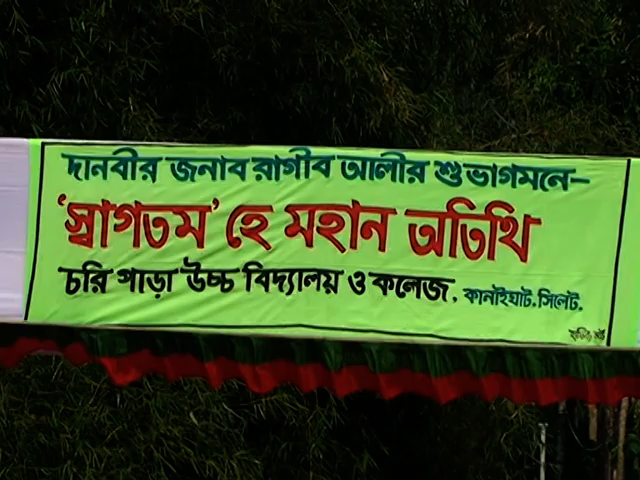 দানবীর জনাব রাগীব আলীর শুভাগমনে-
'স্বাগতম' হে মহান অতিথি
চরি পাড়া উচ্চ বিদ্যালয় ও কলেজ, কানাইঘাট. সিলেট.